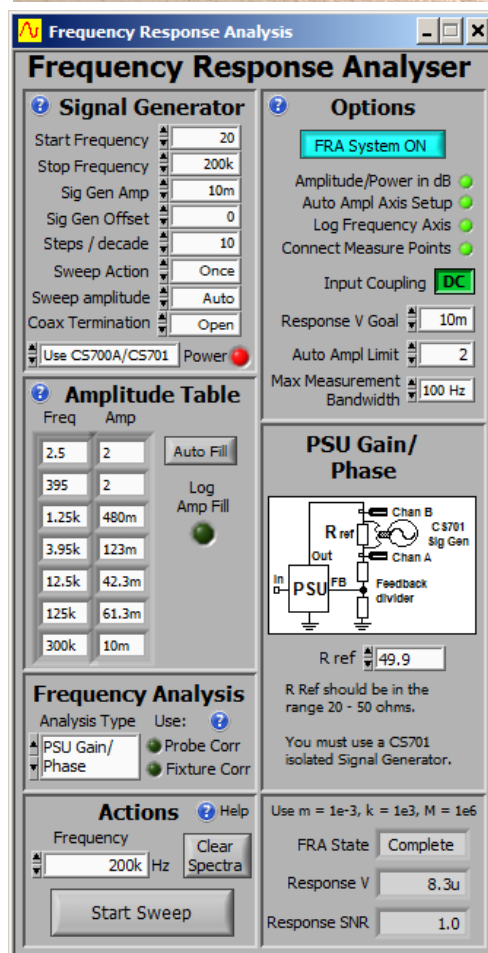 Frequency Response Analysis
Frequency Response Analyser
? Signal Generator
Start Frequency 20
Stop Frequency 200k
Sig Gen Amp 10m
Sig Gen Offset 0
Steps / decade 10
Sweep Action Once
Sweep amplitude Auto
Coax Termination Open
Use CS700A/CS701 Power
? Options
FRA System ON
Amplitude/Power in dB
Auto Ampl Axis Setup
Log Frequency Axis
Connect Measure Points
Input Coupling DC
Response V Goal 10m
Auto Ampl Limit 2
Max Measurement
Bandwidth 100 Hz
? Amplitude Table
Freq Amp
2.5 2
395 2
1.25k 480m
3.95k 123m
12.5k 42.3m
125k 61.3m
300k 10m
Auto Fill
Log
Amp Fill
PSU Gain/
Phase
Chan B
R ref
CS701
Sig Gen
Out
Chan A
In
PSU
FB
Feedback
divider
R ref 49.9
R Ref should be in the
range 20 - 50 ohms.
You must use a CS701
isolated Signal Generator.
Frequency Analysis
Analysis Type Use: ?
PSU Gain/
Phase
Probe Corr
Fixture Corr
Actions ? Help
Frequency
200k Hz
Clear
Spectra
Start Sweep
Use m = 1e-3, k = 1e3, M = 1e6
FRA State Complete
Response V 8.3u
Response SNR 1.0